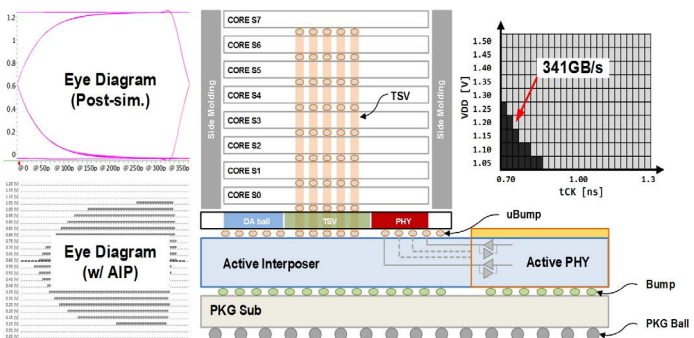 1.2
1
0.8
0.6
0.4
0.2
0
Eye Diagram
(Post-sim.)
@0 @50p @100p @150p @200p @250p @300p @350p
Eye Diagram
(w/ AIP)
CORE S7
CORE S6
CORE S5
CORE S4
CORE S3
CORE S2
CORE S1
CORE S0
Side Molding
Side Molding
TSV
DA ball
TSV
PHY
uBump
Active Interposer
Active PHY
Bump
PKG Sub
PKG Ball
VDD [V]
1.50
1.45
1.40
1.35
1.30
1.25
1.20
1.15
1.10
1.05
341GB/s
0.70 1.00 1.3
tCK [ns]